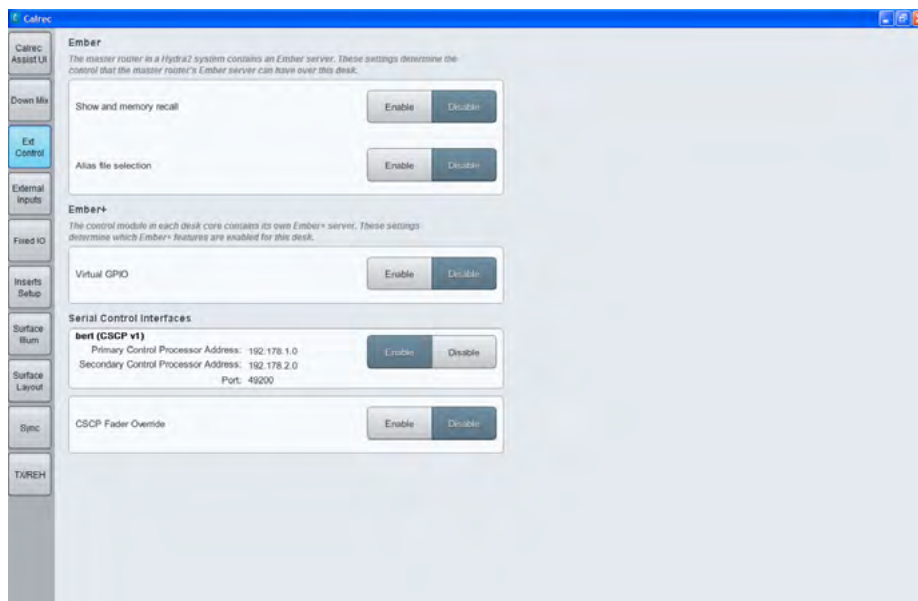 Calrec
Calrec
Assist UI
Down Mix
Ext
Control
External
Inputs
Fixed IO
Inserts
Setup
Surface
Illum
Surface
Layout
Sync
TX/REH
Ember
The master router in a Hydra2 system contains an Ember server. These settings determine the
control that the master router's Ember server can have over this desk.
Show and memory recall
Enable
Disable
Alias file selection
Enable
Disable
Ember+
The control module in each desk core contains its own Ember+ server. These settings
determine which Ember+ features are enabled for this desk.
Virtual GPIO
Enable
Disable
Serial Control Interfaces
bert (CSCP v1)
Primary Control Processor Address: 192.178.1.0
Secondary Control Processor Address: 192.178.2.0
Port: 49200
Enable
Disable
CSCP Fader Override
Enable
Disable